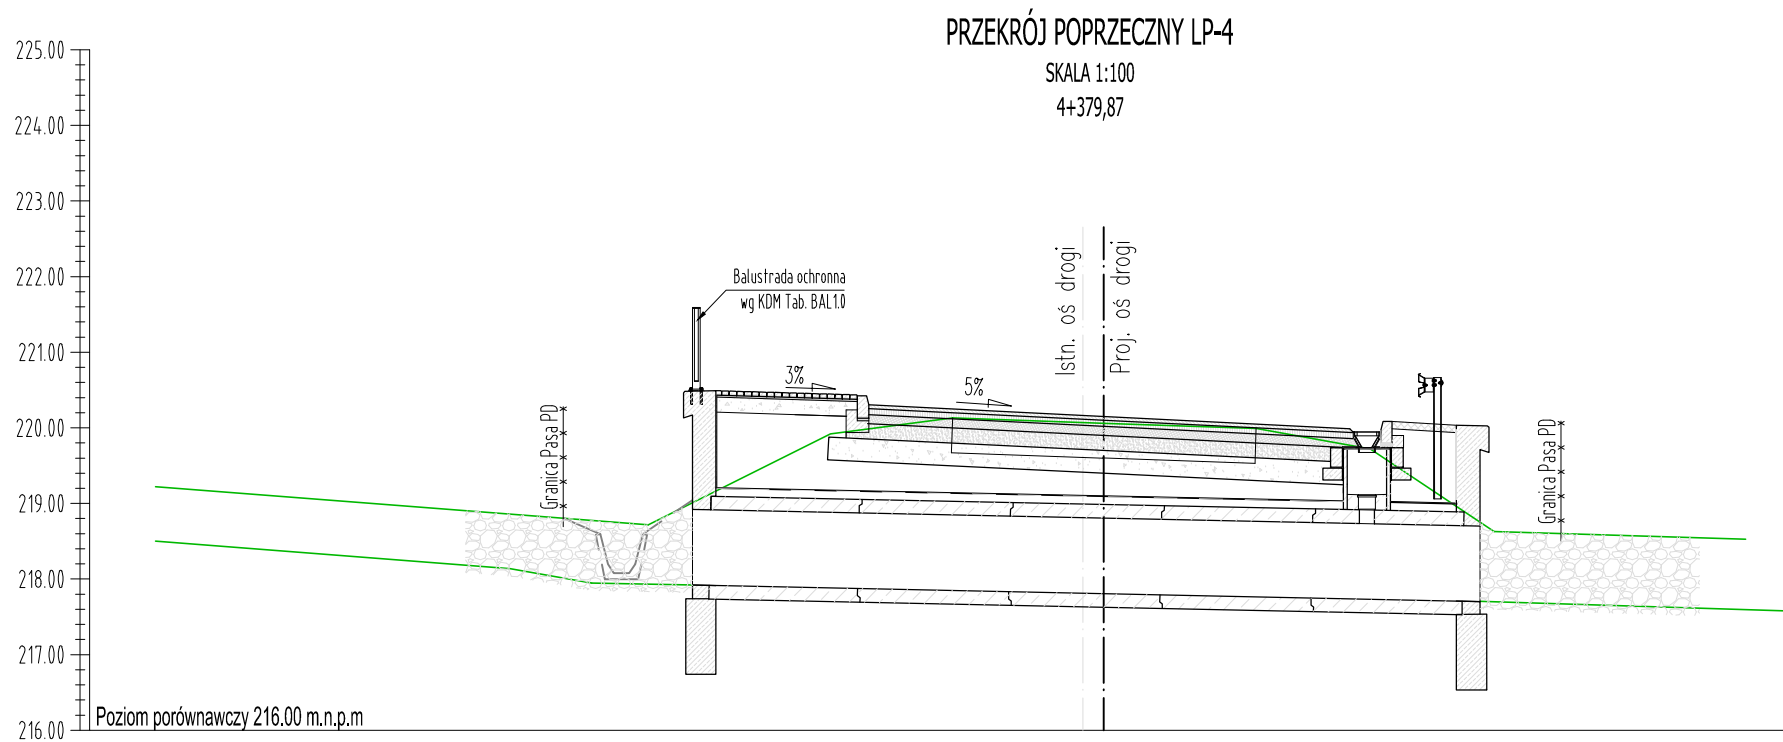 PRZEKRÓJ POPRZECZNY LP-4
SKALA 1:100
4+379,87
225.00
224.00
223.00
222.00
221.00
220.00
219.00
218.00
217.00
216.00
Balustrada ochronna
wg KDM Tab. BAL1.0
Istn. oś drogi
Proj. oś drogi
3%
5%
Granica Pasa PD
Granica Pasa PD
Poziom porównawczy 216.00 m.n.p.m